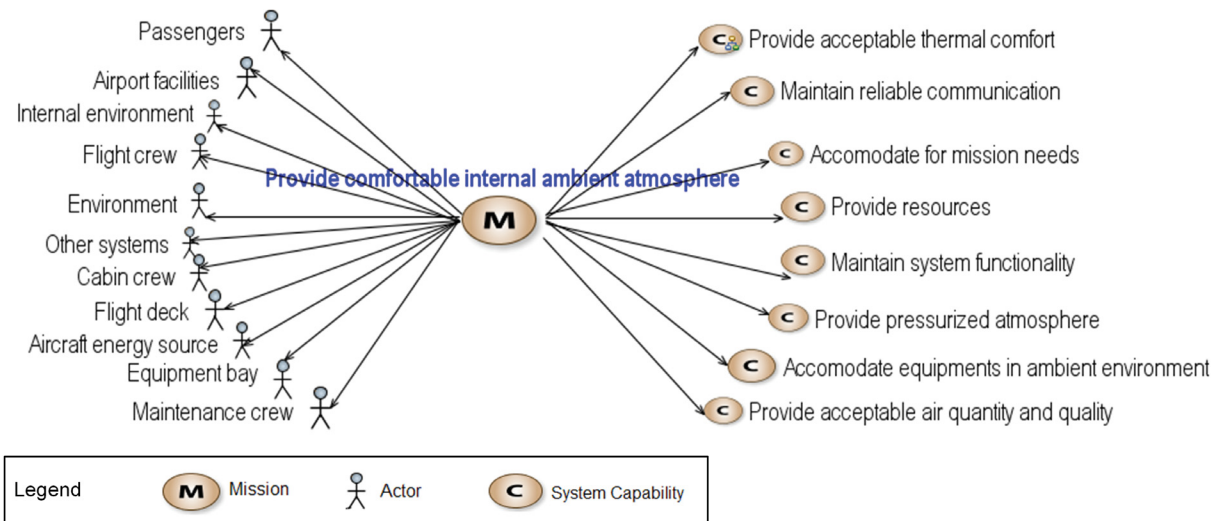 Passengers
Airport facilities
Internal environment
Flight crew
Environment
Other systems
Cabin crew
Flight deck
Aircraft energy source
Equipment bay
Maintenance crew
Provide comfortable internal ambient atmosphere
M
C Provide acceptable thermal comfort
C Maintain reliable communication
C Accomodate for mission needs
C Provide resources
C Maintain system functionality
C Provide pressurized atmosphere
C Accomodate equipments in ambient environment
C Provide acceptable air quantity and quality
Legend M Mission Actor C System Capability